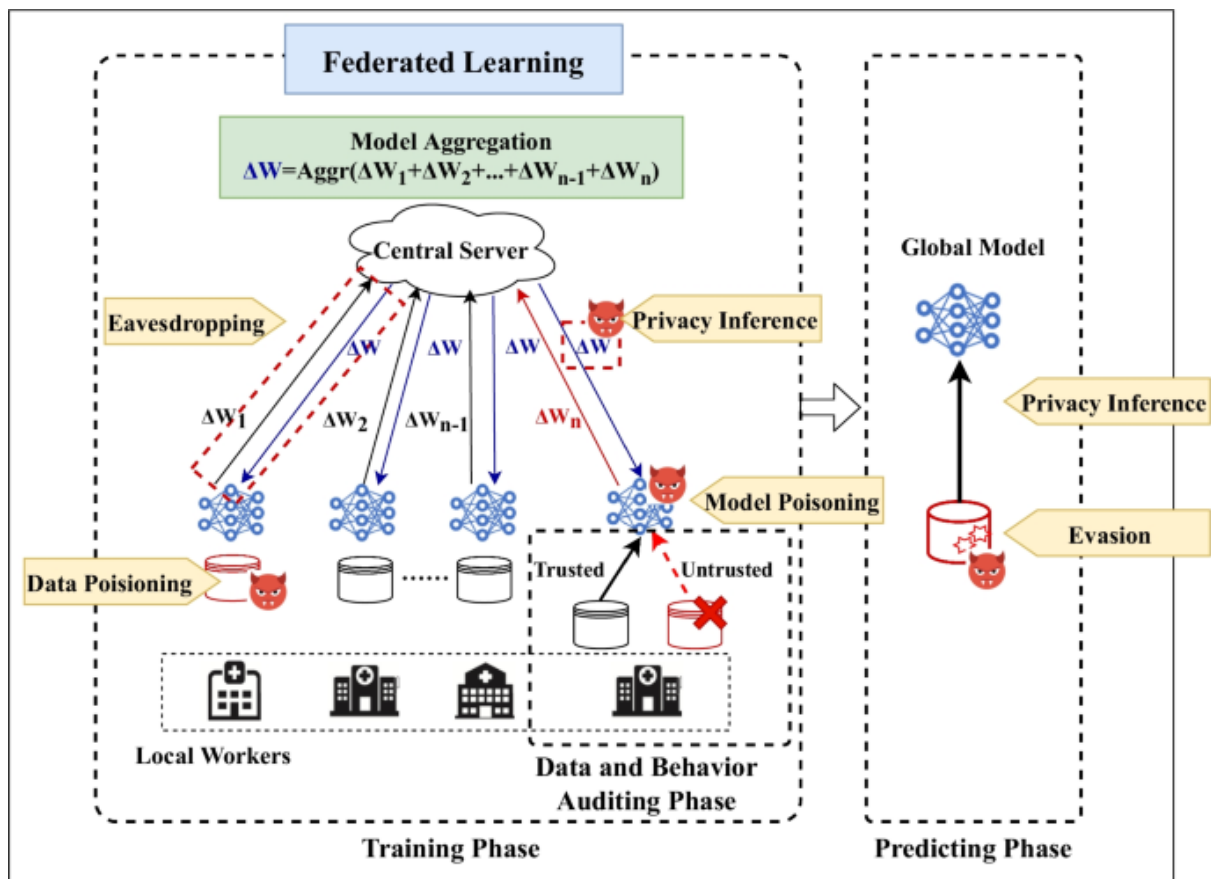 Federated Learning
Model Aggregation
ΔW=Aggr(ΔW₁+ΔW₂+...+ΔWₙ₋₁+ΔWₙ)
Central Server
Global Model
Eavesdropping
Privacy Inference
ΔW
ΔW
ΔW
ΔW
ΔW₁
ΔW₂
ΔWₙ₋₁
ΔWₙ
Privacy Inference
Model Poisoning
Evasion
Data Poisioning
......
Trusted
Untrusted
Local Workers
Data and Behavior
Auditing Phase
Training Phase
Predicting Phase